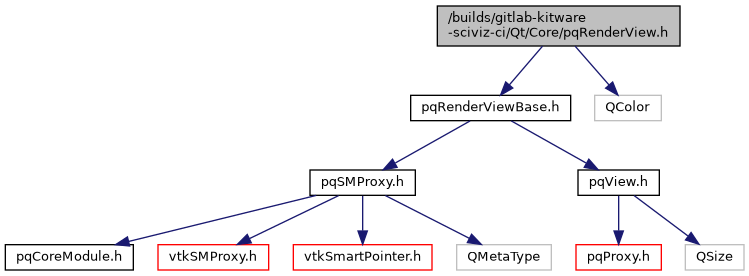 /builds/gitlab-kitware
-sciviz-ci/Qt/Core/pqRenderView.h
pqRenderViewBase.h
QColor
pqSMProxy.h
pqView.h
pqCoreModule.h
vtkSMProxy.h
vtkSmartPointer.h
QMetaType
pqProxy.h
QSize